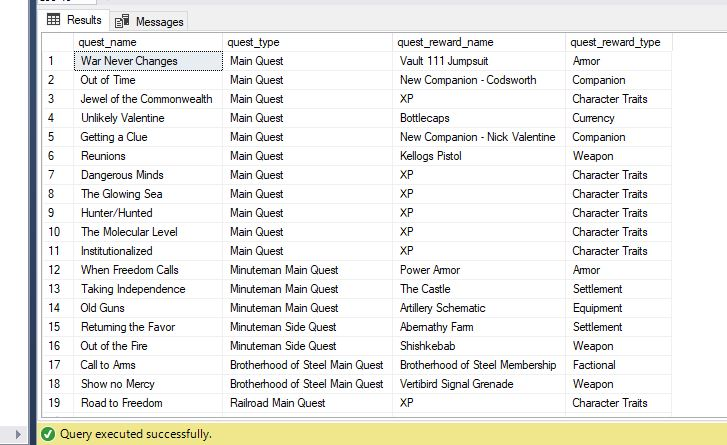 Results Messages
quest_name quest_type quest_reward_name quest_reward_type
1 War Never Changes Main Quest Vault 111 Jumpsuit Armor
2 Out of Time Main Quest New Companion - Codsworth Companion
3 Jewel of the Commonwealth Main Quest XP Character Traits
4 Unlikely Valentine Main Quest Bottlecaps Currency
5 Getting a Clue Main Quest New Companion - Nick Valentine Companion
6 Reunions Main Quest Kellogs Pistol Weapon
7 Dangerous Minds Main Quest XP Character Traits
8 The Glowing Sea Main Quest XP Character Traits
9 Hunter/Hunted Main Quest XP Character Traits
10 The Molecular Level Main Quest XP Character Traits
11 Institutionalized Main Quest XP Character Traits
12 When Freedom Calls Minuteman Main Quest Power Armor Armor
13 Taking Independence Minuteman Main Quest The Castle Settlement
14 Old Guns Minuteman Main Quest Artillery Schematic Equipment
15 Returning the Favor Minuteman Side Quest Abernathy Farm Settlement
16 Out of the Fire Minuteman Side Quest Shishkebab Weapon
17 Call to Arms Brotherhood of Steel Main Quest Brotherhood of Steel Membership Factional
18 Show no Mercy Brotherhood of Steel Main Quest Vertibird Signal Grenade Weapon
19 Road to Freedom Railroad Main Quest XP Character Traits
Query executed successfully.